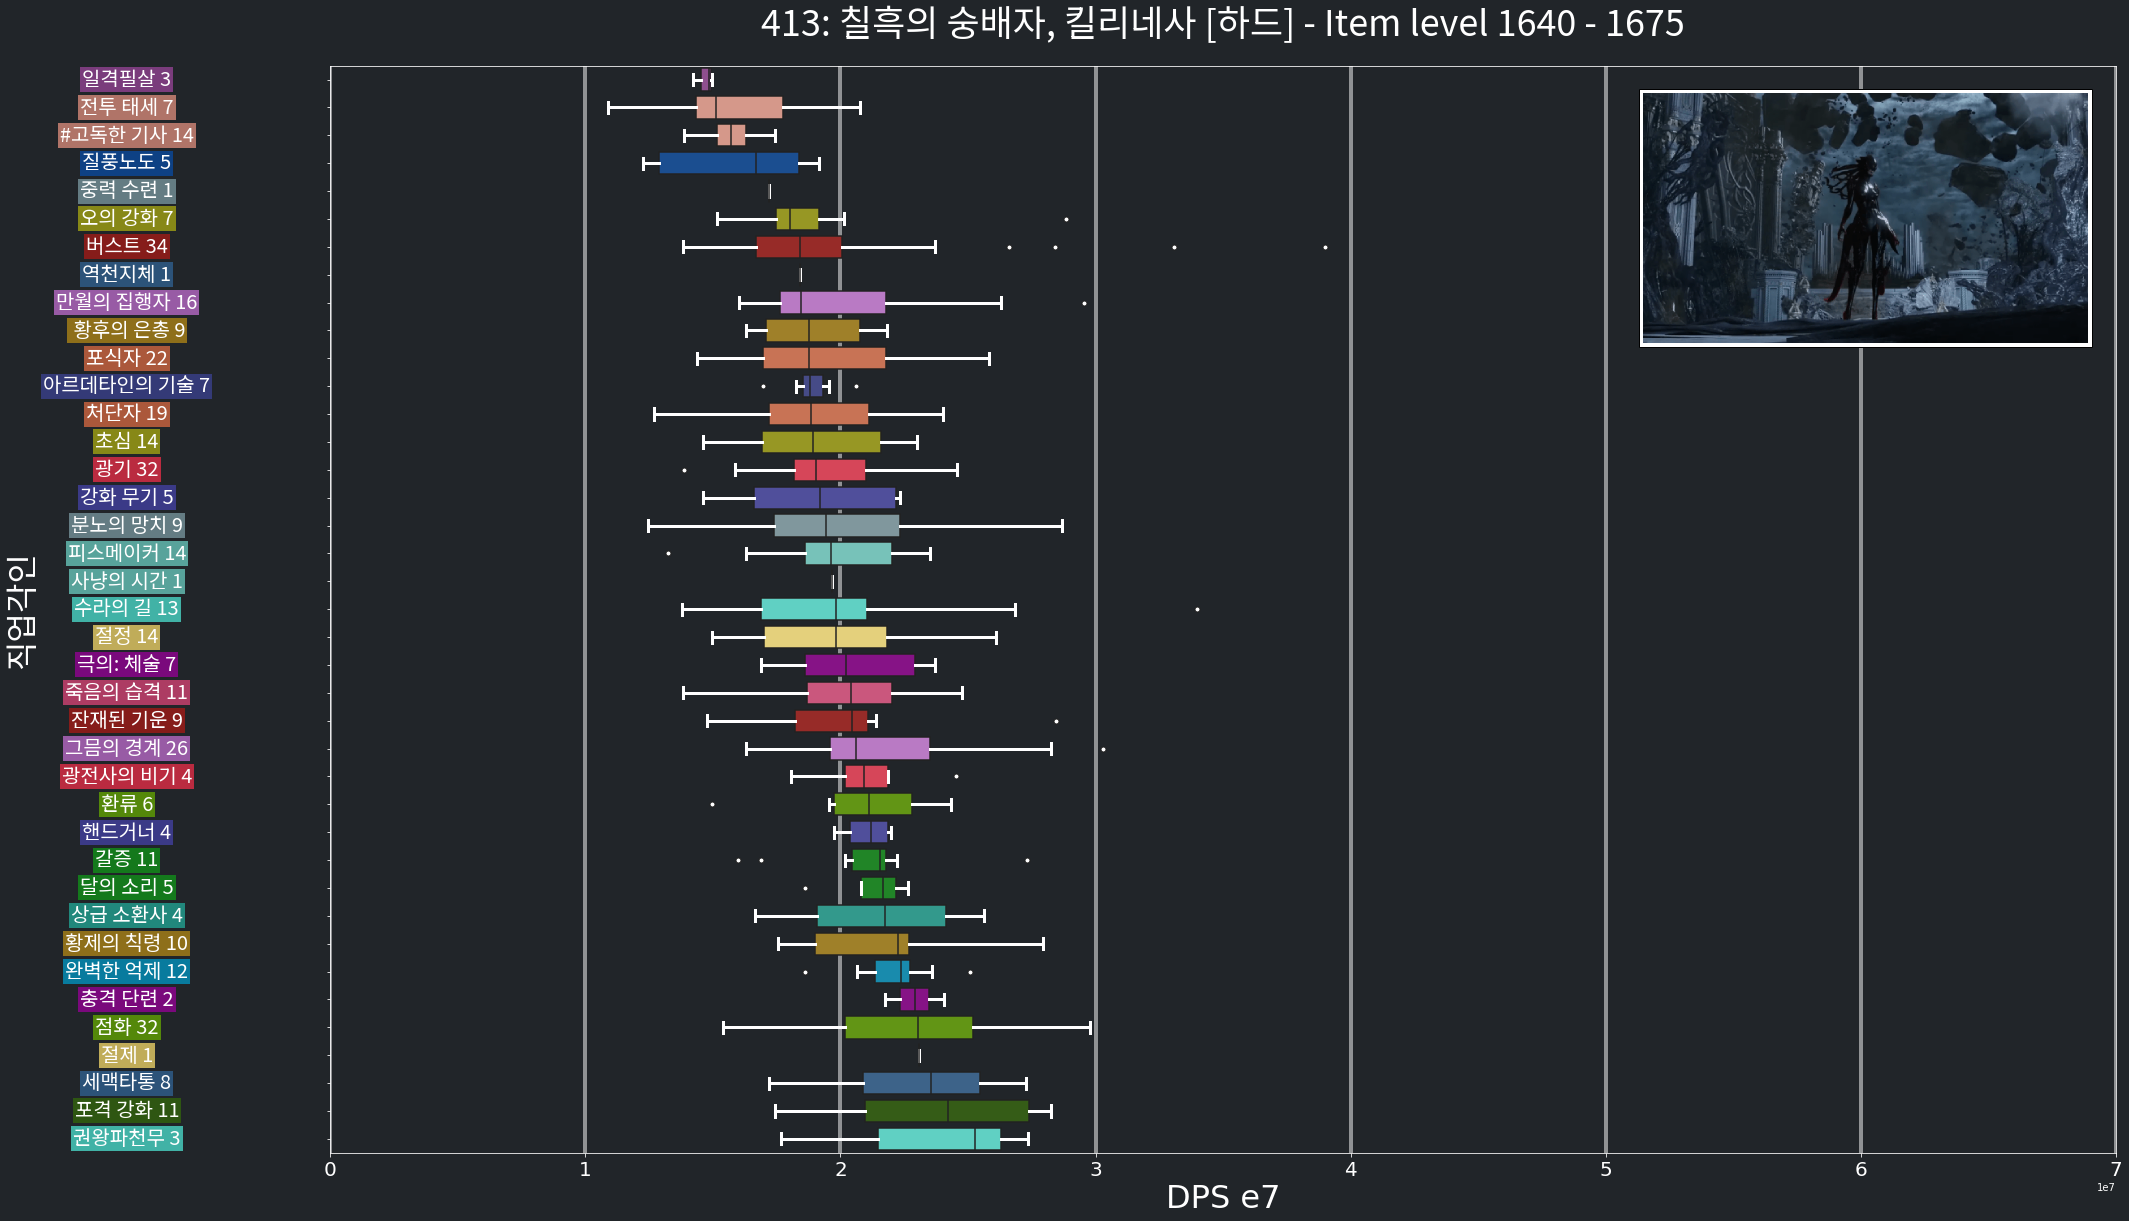 413: 칠흑의 숭배자, 킬리네사 [하드] - Item level 1640 - 1675
일격필살 3
전투 태세 7
#고독한 기사 14
질풍노도 5
중력 수련 1
오의 강화 7
버스트 34
역천지체 1
만월의 집행자 16
황후의 은총 9
포식자 22
아르데타인의 기술 7
처단자 19
초심 14
광기 32
강화 무기 5
분노의 망치 9
피스메이커 14
사냥의 시간 1
수라의 길 13
절정 14
극의: 체술 7
죽음의 습격 11
잔재된 기운 9
그믐의 경계 26
광전사의 비기 4
환류 6
핸드거너 4
갈증 11
달의 소리 5
상급 소환사 4
황제의 칙령 10
완벽한 억제 12
충격 단련 2
점화 32
절제 1
세맥타통 8
포격 강화 11
권왕파천무 3
직업각인
0 1 2 3 4 5 6 7
1e7
DPS e7